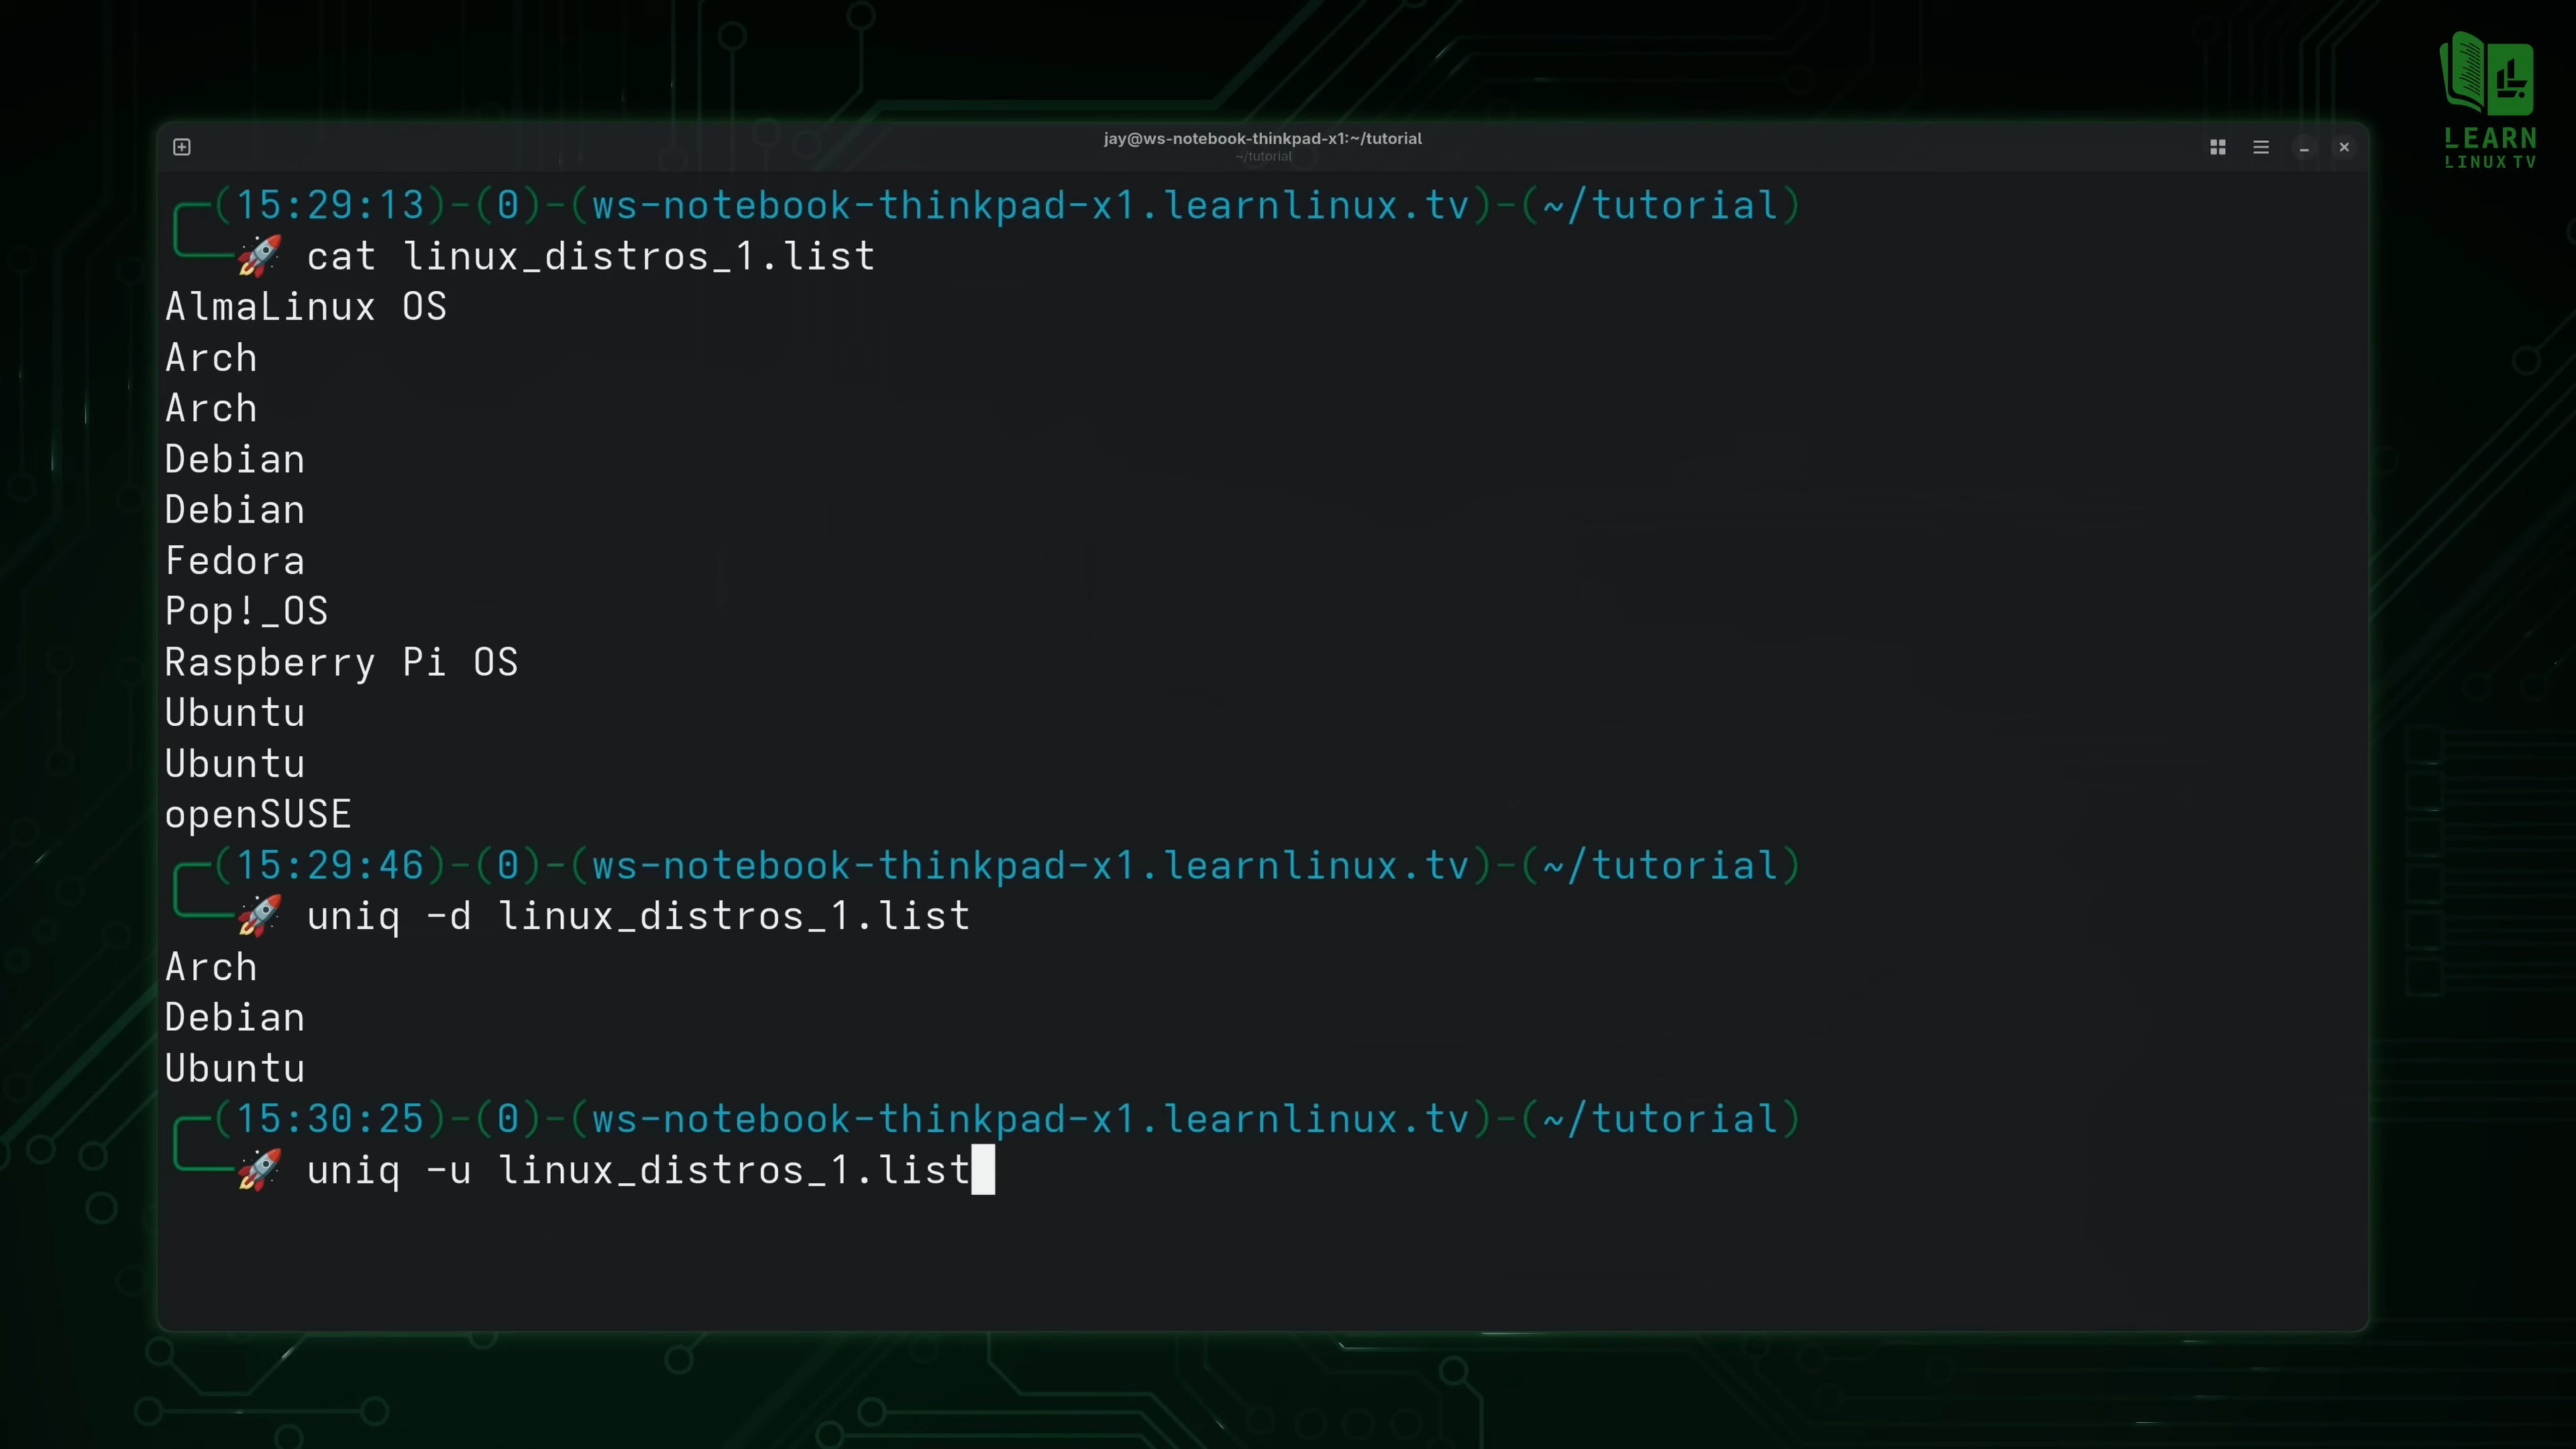 jay@ws-notebook-thinkpad-x1:~/tutorial
~/tutorial
LEARN
LINUX TV
(15:29:13)-(0)-(ws-notebook-thinkpad-x1.learnlinux.tv)-(~/tutorial)
🚀 cat linux_distros_1.list
AlmaLinux OS
Arch
Arch
Debian
Debian
Fedora
Pop!_OS
Raspberry Pi OS
Ubuntu
Ubuntu
openSUSE
(15:29:46)-(0)-(ws-notebook-thinkpad-x1.learnlinux.tv)-(~/tutorial)
🚀 uniq -d linux_distros_1.list
Arch
Debian
Ubuntu
(15:30:25)-(0)-(ws-notebook-thinkpad-x1.learnlinux.tv)-(~/tutorial)
🚀 uniq -u linux_distros_1.list